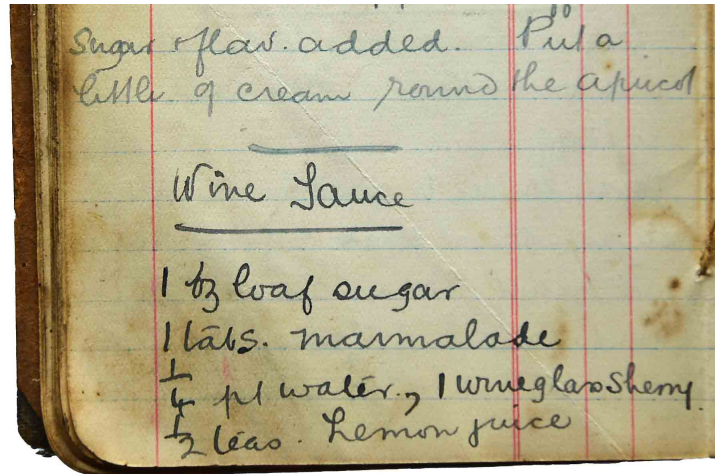 Sugar & flav. added. Put a
little of cream round the apricot
Wine Sauce
1 oz loaf sugar
1 tabs. marmalade
1/4 pt water, 1 wineglass sherry
1/2 teas. Lemon juice